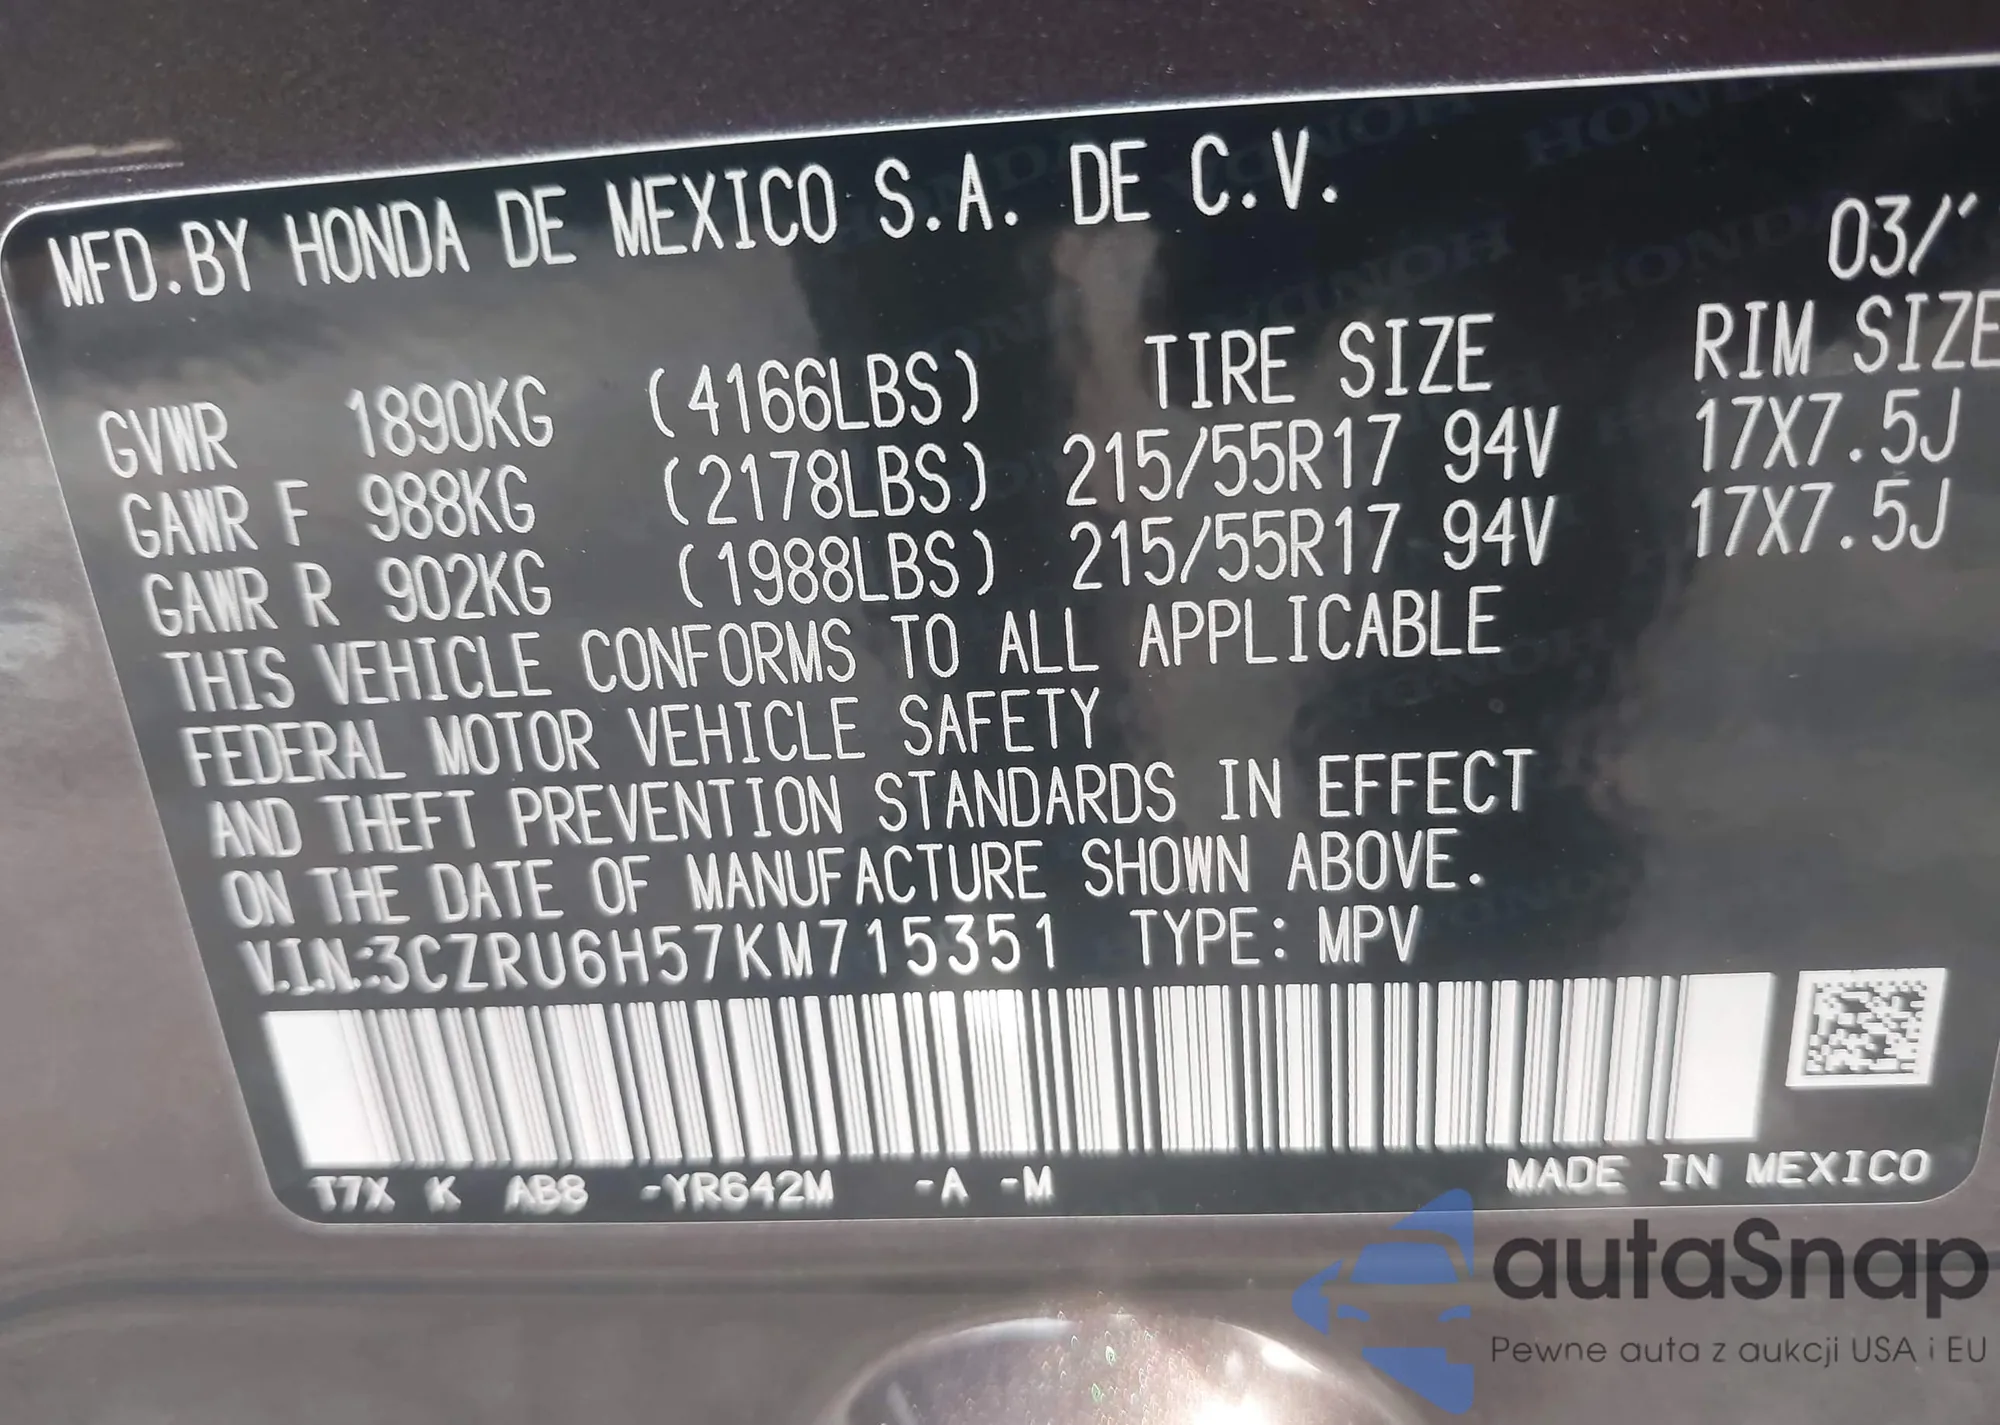 MFD.BY HONDA DE MEXICO S.A. DE C.V.
03/
TIRE SIZE RIM SIZE
GVWR 1890KG (4166LBS)
GAWR F 988KG (2178LBS) 215/55R17 94V 17X7.5J
GAWR R 902KG (1988LBS) 215/55R17 94V 17X7.5J
THIS VEHICLE CONFORMS TO ALL APPLICABLE
FEDERAL MOTOR VEHICLE SAFETY
AND THEFT PREVENTION STANDARDS IN EFFECT
ON THE DATE OF MANUFACTURE SHOWN ABOVE.
V.I.N.:3CZRU6H57KM715351 TYPE: MPV
T7X K AB8 -YR642M -A -M
MADE IN MEXICO
autaSnap
Pewne auta z aukcji USA i EU